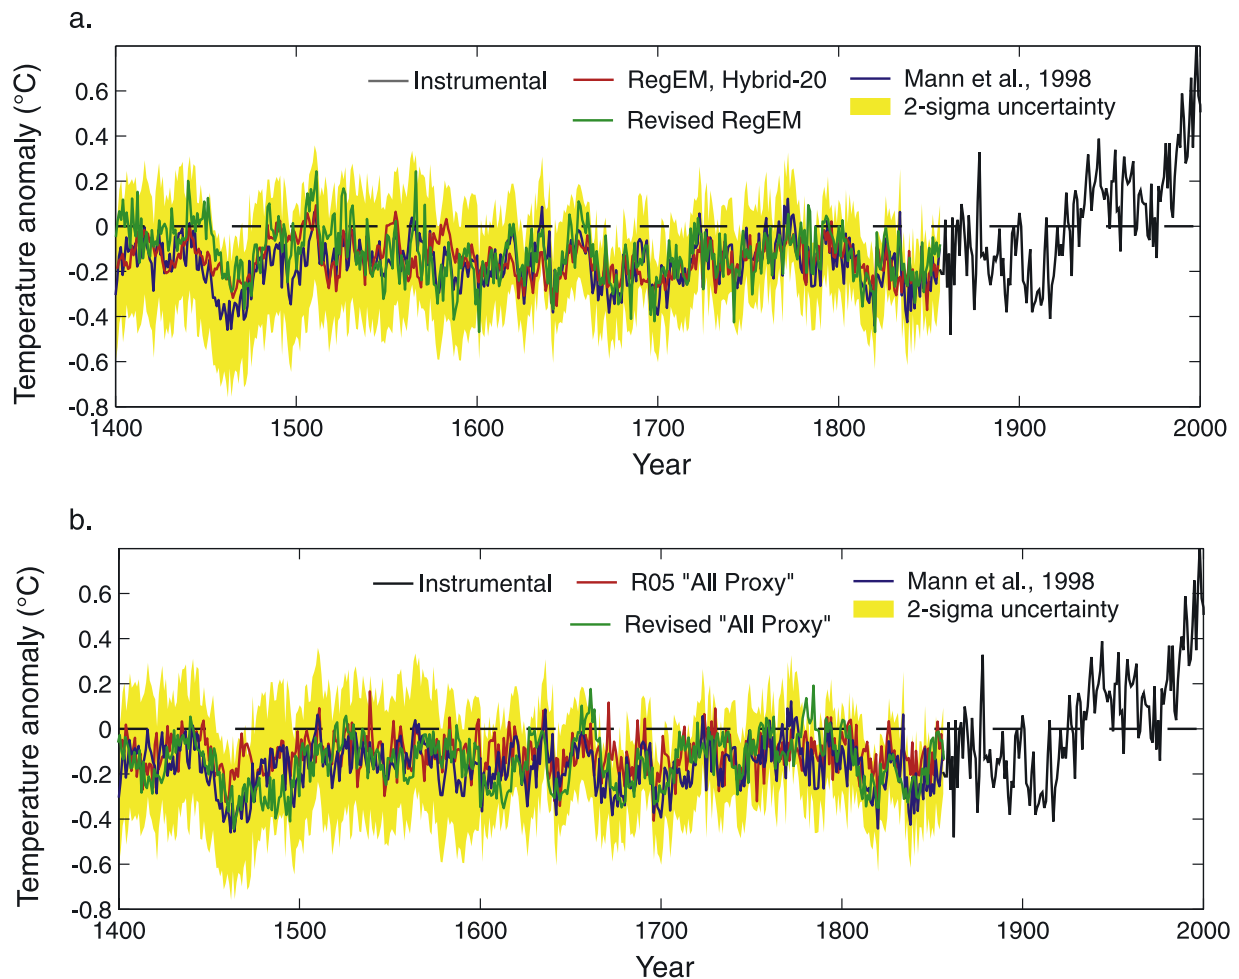 a.
Temperature anomaly (°C)
Instrumental
RegEM, Hybrid-20
Mann et al., 1998
Revised RegEM
2-sigma uncertainty
0.6
0.4
0.2
0
-0.2
-0.4
-0.6
-0.8
1400 1500 1600 1700 1800 1900 2000
Year
b.
Temperature anomaly (°C)
Instrumental
R05 "All Proxy"
Mann et al., 1998
Revised "All Proxy"
2-sigma uncertainty
0.6
0.4
0.2
0
-0.2
-0.4
-0.6
-0.8
1400 1500 1600 1700 1800 1900 2000
Year